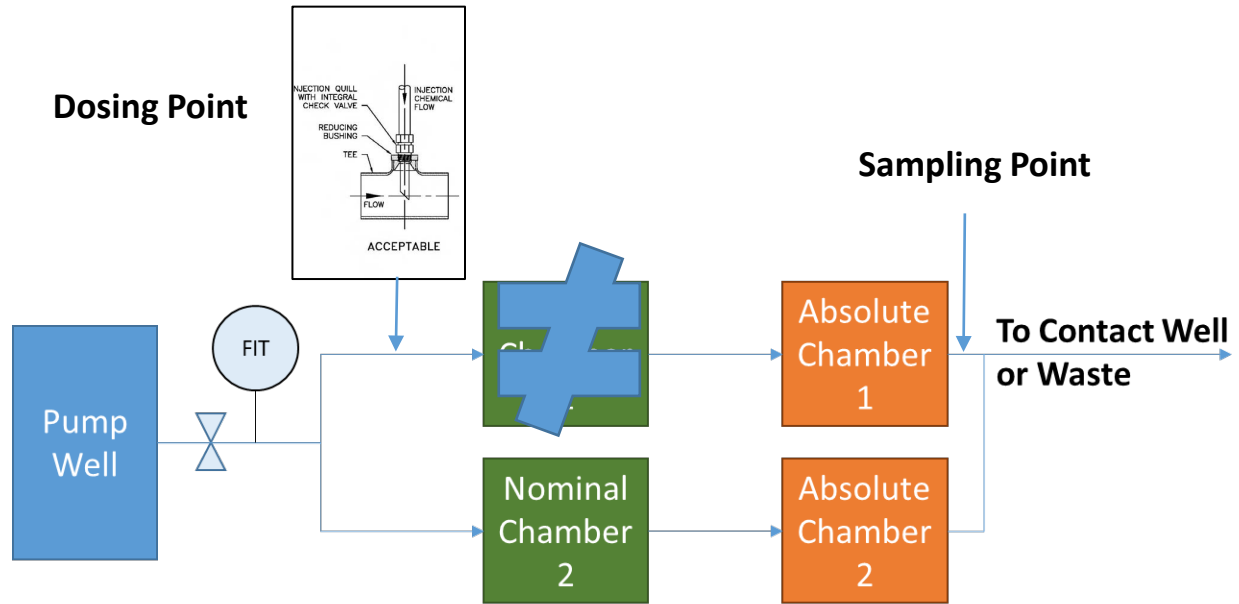 Dosing Point
NJECTION QUILL
WITH INTEGRAL
CHECK VALVE
INJECTION
CHEMICAL
FLOW
REDUCING
BUSHING
TEE
FLOW
ACCEPTABLE
Sampling Point
FIT
Pump
Well
Absolute
Chamber
1
To Contact Well
or Waste
Nominal
Chamber
2
Absolute
Chamber
2